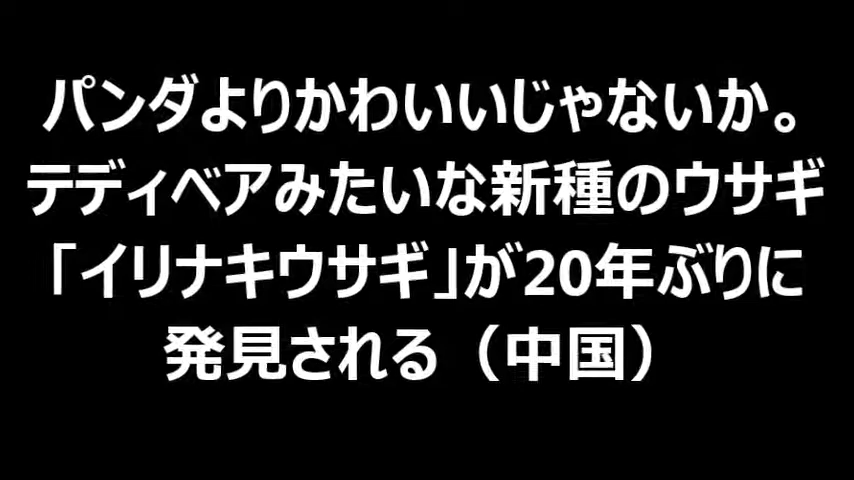 パンダよりかわいいじゃないか。
テディベアみたいな新種のウサギ
「イリナキウサギ」が20年ぶりに
発見される（中国）